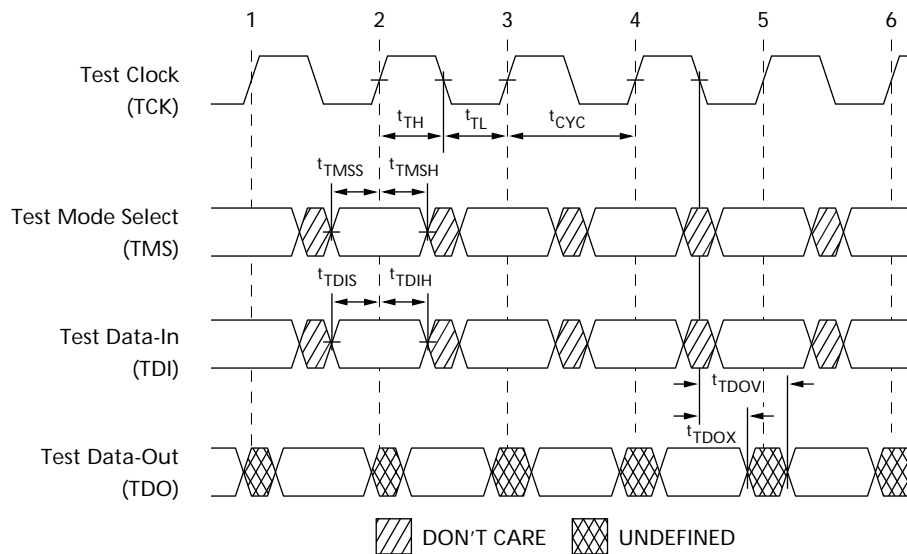 1 2 3 4 5 6
Test Clock
(TCK)
tTH tTL tCYC
tTMSS tTMSH
Test Mode Select
(TMS)
tTDIS tTDIH
Test Data-In
(TDI)
tTDOV
tTDOX
Test Data-Out
(TDO)
DON'T CARE UNDEFINED